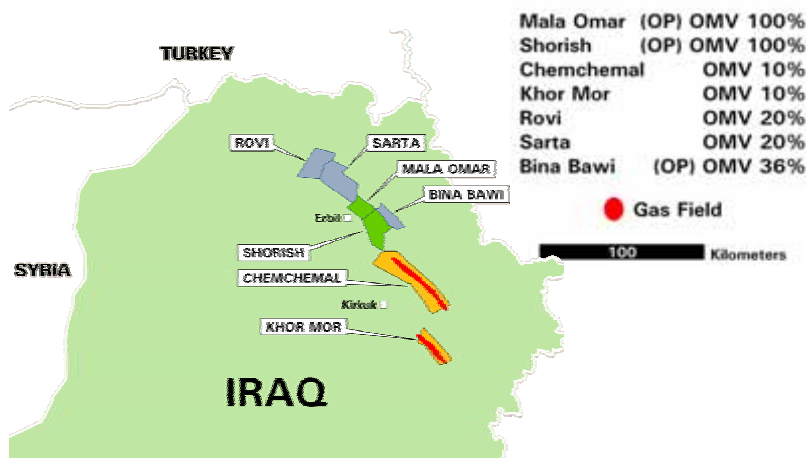 Mala Omar (OP) OMV 100%
Shorish (OP) OMV 100%
Chemchemal OMV 10%
Khor Mor OMV 10%
Rovi OMV 20%
Sarta OMV 20%
Bina Bawi (OP) OMV 36%
Gas Field
100 Kilometers
TURKEY
ROVI
SARTA
MALA OMAR
BINA BAWI
Erbil
SHORISH
SYRIA
CHEMCHEMAL
Kirkuk
KHOR MOR
IRAQ